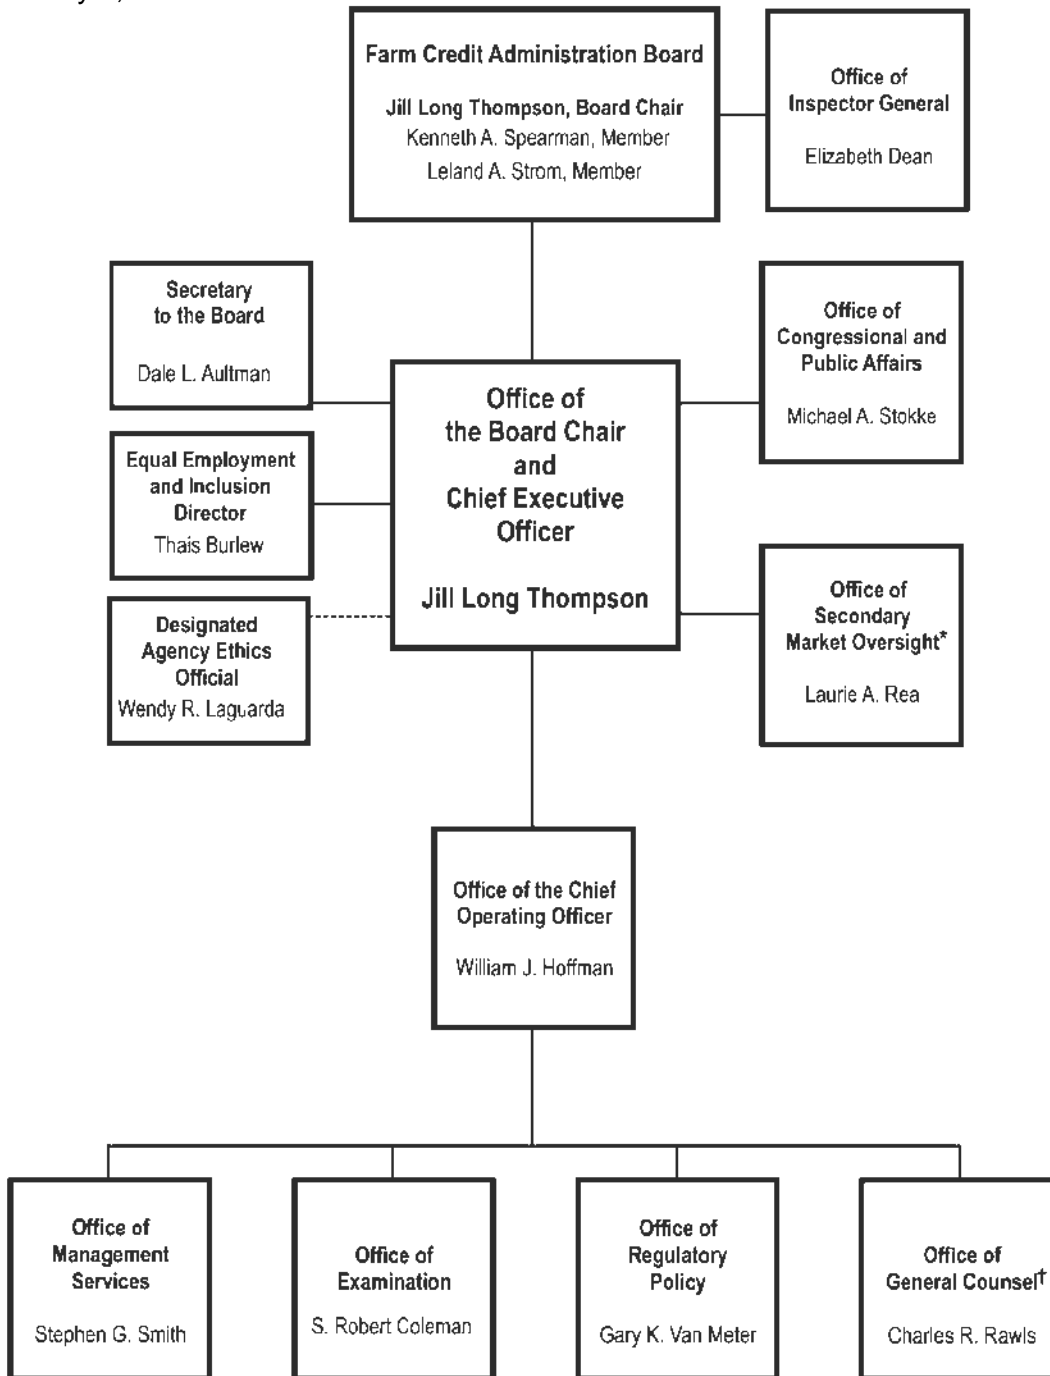 Farm Credit Administration Board
Jill Long Thompson, Board Chair
Kenneth A. Spearman, Member
Leland A. Strom, Member
Office of
Inspector General
Elizabeth Dean
Secretary
to the Board
Dale L. Aultman
Office of
Congressional and
Public Affairs
Michael A. Stokke
Office of
the Board Chair
and
Chief Executive
Officer
Jill Long Thompson
Equal Employment
and Inclusion
Director
Thais Burlew
Designated
Agency Ethics
Official
Wendy R. Laguarda
Office of
Secondary
Market Oversight*
Laurie A. Rea
Office of the Chief
Operating Officer
William J. Hoffman
Office of
Management
Services
Stephen G. Smith
Office of
Examination
S. Robert Coleman
Office of
Regulatory
Policy
Gary K. Van Meter
Office of
General Counsel†
Charles R. Rawls